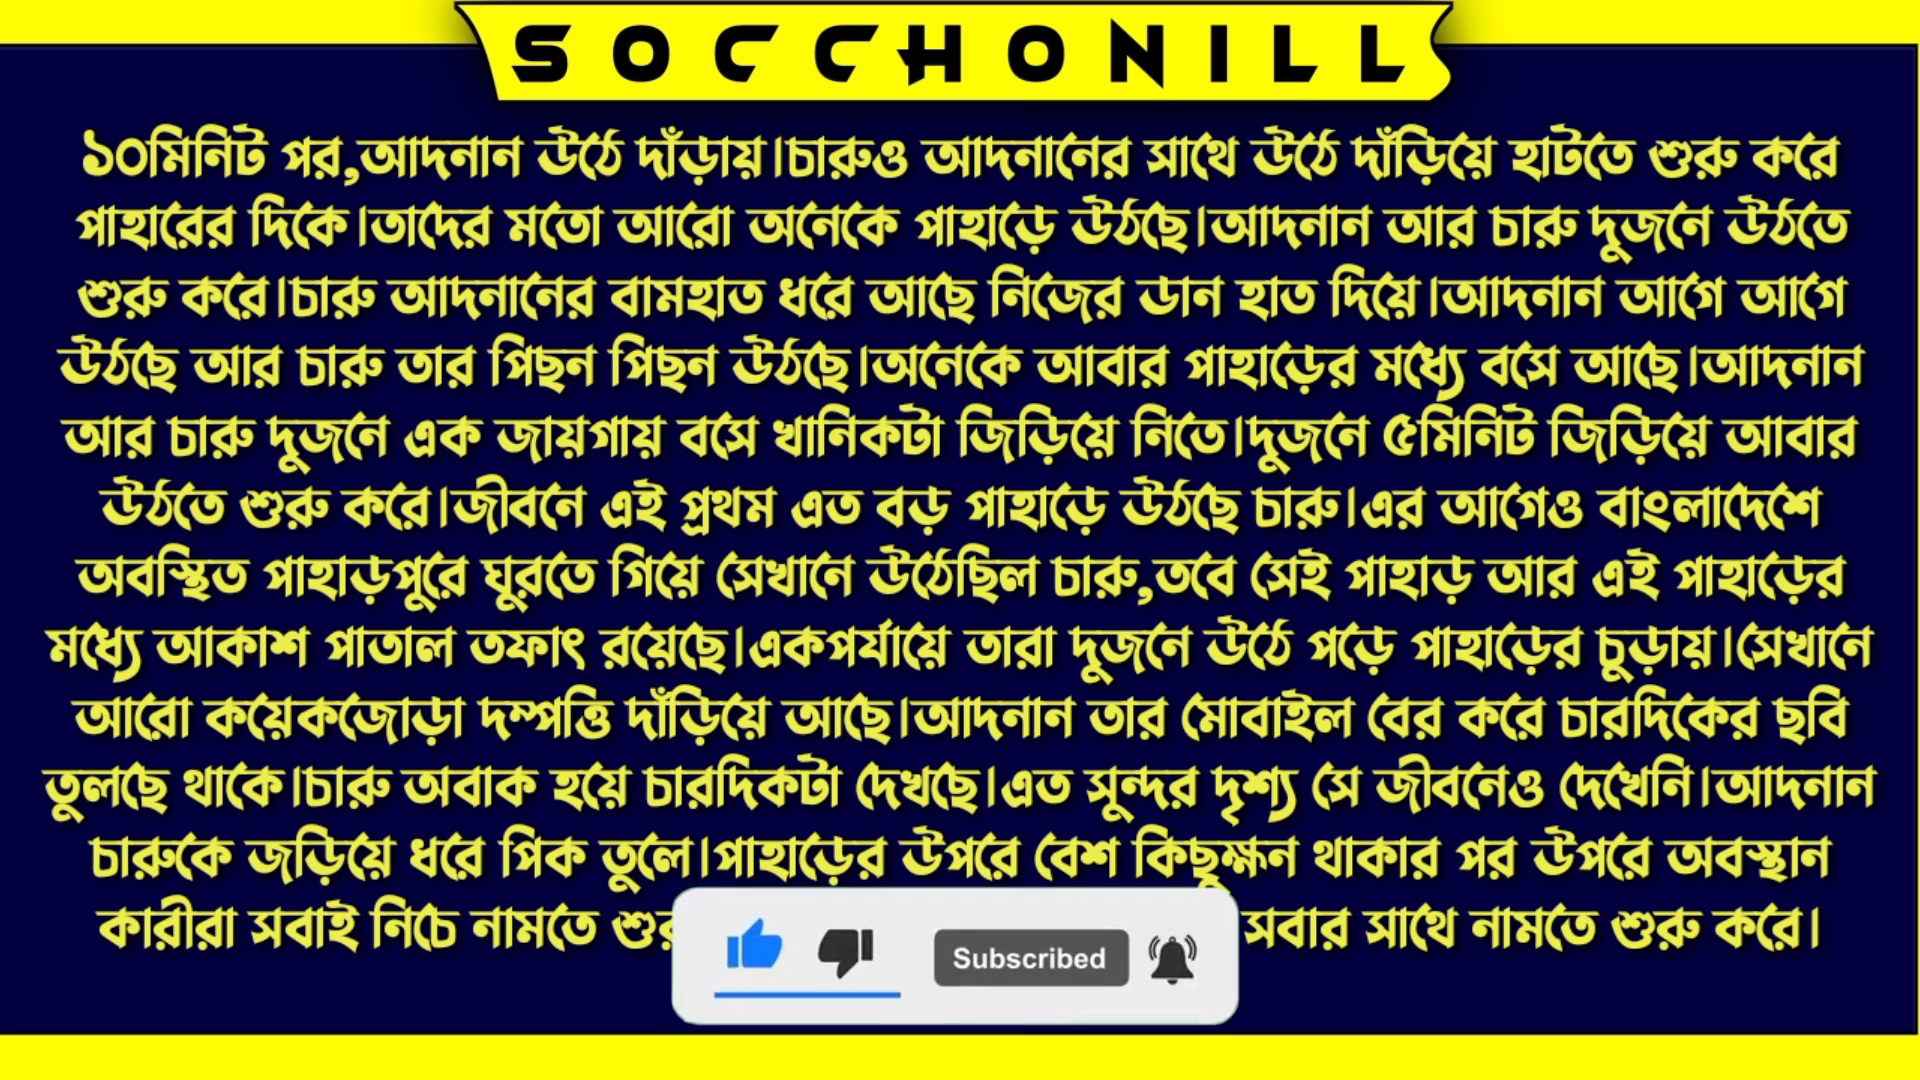 SOCCHONILL
১০মিনিট পর,আদনান উঠে দাঁড়ায়।চারুও আদনানের সাথে উঠে দাঁড়িয়ে হাটতে শুরু করে
পাহারের দিকে।তাদের মতো আরো অনেকে পাহাড়ে উঠছে।আদনান আর চারু দুজনে উঠতে
শুরু করে।চারু আদনানের বামহাত ধরে আছে নিজের ডান হাত দিয়ে।আদনান আগে আগে
উঠছে আর চারু তার পিছন পিছন উঠছে।অনেকে আবার পাহাড়ের মধ্যে বসে আছে।আদনান
আর চারু দুজনে এক জায়গায় বসে খানিকটা জিড়িয়ে নিতে।দুজনে ৫মিনিট জিড়িয়ে আবার
উঠতে শুরু করে।জীবনে এই প্রথম এত বড় পাহাড়ে উঠছে চারু।এর আগেও বাংলাদেশে
অবস্থিত পাহাড়পুরে ঘুরতে গিয়ে সেখানে উঠেছিল চারু,তবে সেই পাহাড় আর এই পাহাড়ের
মধ্যে আকাশ পাতাল তফাৎ রয়েছে।একপর্যায়ে তারা দুজনে উঠে পড়ে পাহাড়ের চুড়ায়।সেখানে
আরো কয়েকজোড়া দম্পত্তি দাঁড়িয়ে আছে।আদনান তার মোবাইল বের করে চারদিকের ছবি
তুলছে থাকে।চারু অবাক হয়ে চারদিকটা দেখছে।এত সুন্দর দৃশ্য সে জীবনেও দেখেনি।আদনান
চারুকে জড়িয়ে ধরে পিক তুলে।পাহাড়ের উপরে বেশ কিছুক্ষন থাকার পর উপরে অবস্থান
কারীরা সবাই নিচে নামতে সবার সাথে নামতে শুরু করে।
Subscribed